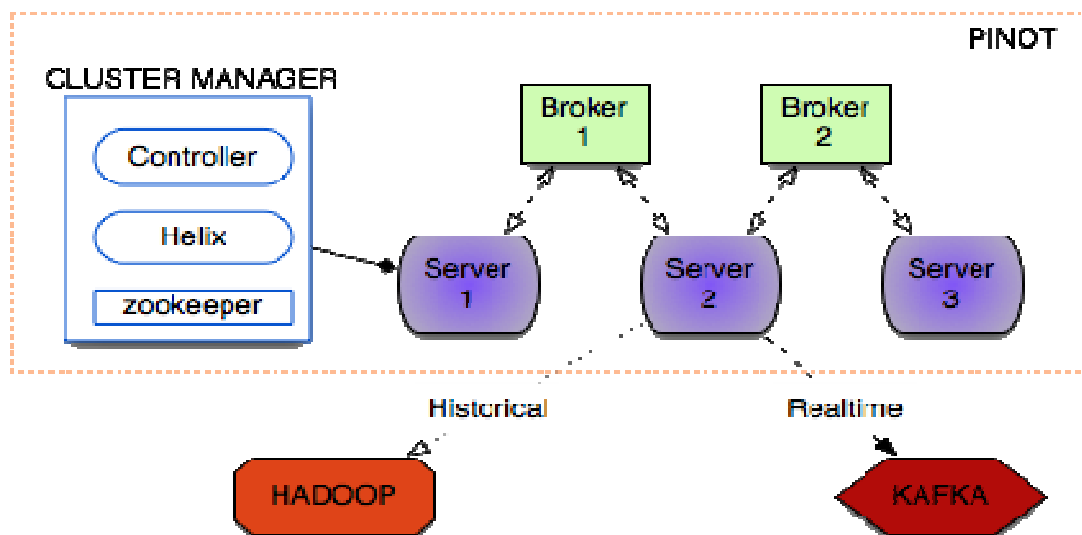 PINOT
CLUSTER MANAGER
Controller
Helix
zookeeper
Broker
1
Broker
2
Server
1
Server
2
Server
3
Historical
Realtime
HADOOP
KAFKA